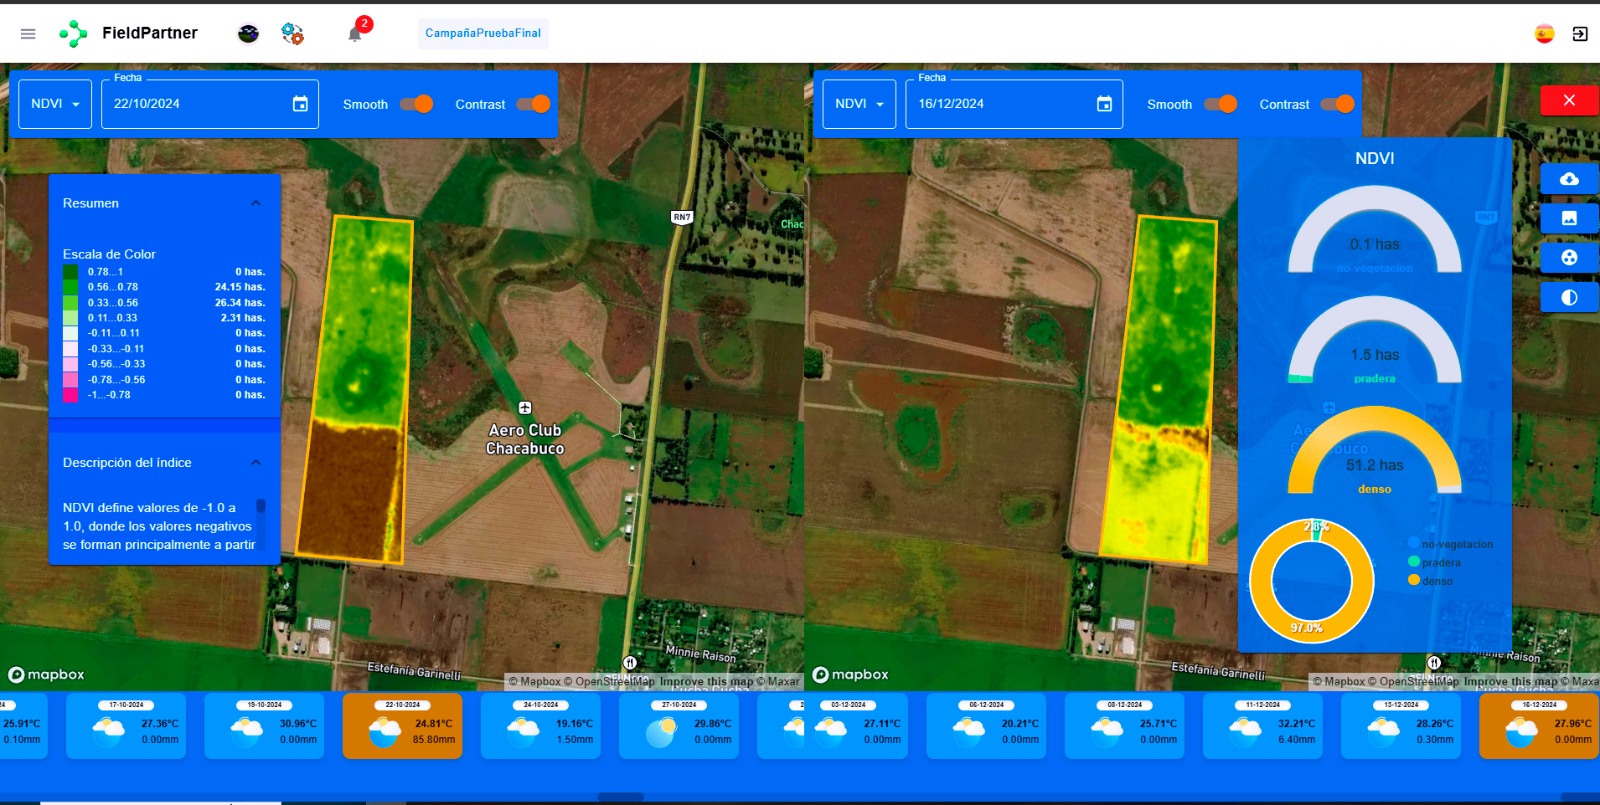 FieldPartner
2
CampañaPruebaFinal
NDVI
Fecha
22/10/2024
Smooth
Contrast
NDVI
Fecha
16/12/2024
Smooth
Contrast
Resumen
Escala de Color
0.78...1 0 has.
0.56...0.78 24.15 has.
0.33...0.56 26.34 has.
0.11...0.33 2.31 has.
-0.11...0.11 0 has.
-0.33...-0.11 0 has.
-0.56...-0.33 0 has.
-0.78...-0.56 0 has.
-1...-0.78 0 has.
Descripción del índice
NDVI define valores de -1.0 a
1.0, donde los valores negativos
se forman principalmente a partir
RN7
Chac
Aero Club
Chacabuco
Estefanía Garinelli
Minnie Raison
mapbox
© Mapbox © OpenStreetMap Improve this map © Maxar
NDVI
0.1 has
no-vegetacion
1.5 has
pradera
51.2 has
denso
2.8%
97.0%
no-vegetacion
pradera
denso
RN7
Estefanía Garinelli
mapbox
© Mapbox © OpenStreetMap Improve this map © Maxa
25.91°C
0.10mm
17-10-2024
27.36°C
0.00mm
19-10-2024
30.96°C
0.00mm
22-10-2024
24.81°C
85.80mm
24-10-2024
19.16°C
1.50mm
27-10-2024
29.86°C
0.00mm
03-12-2024
27.11°C
0.00mm
06-12-2024
20.21°C
0.00mm
08-12-2024
25.71°C
0.00mm
11-12-2024
32.21°C
6.40mm
13-12-2024
28.26°C
0.30mm
16-12-2024
27.96°C
0.00mm